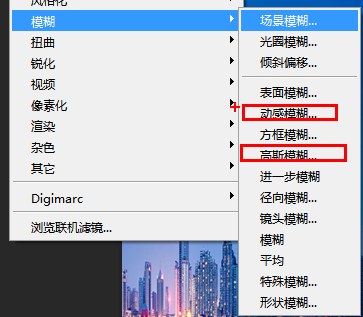 风格化
模糊
扭曲
锐化
视频
像素化
渲染
杂色
其它
Digimarc
浏览联机滤镜...
场景模糊...
光圈模糊...
倾斜偏移...
表面模糊...
动感模糊...
方框模糊...
高斯模糊...
进一步模糊
径向模糊...
镜头模糊...
模糊
平均
特殊模糊...
形状模糊...